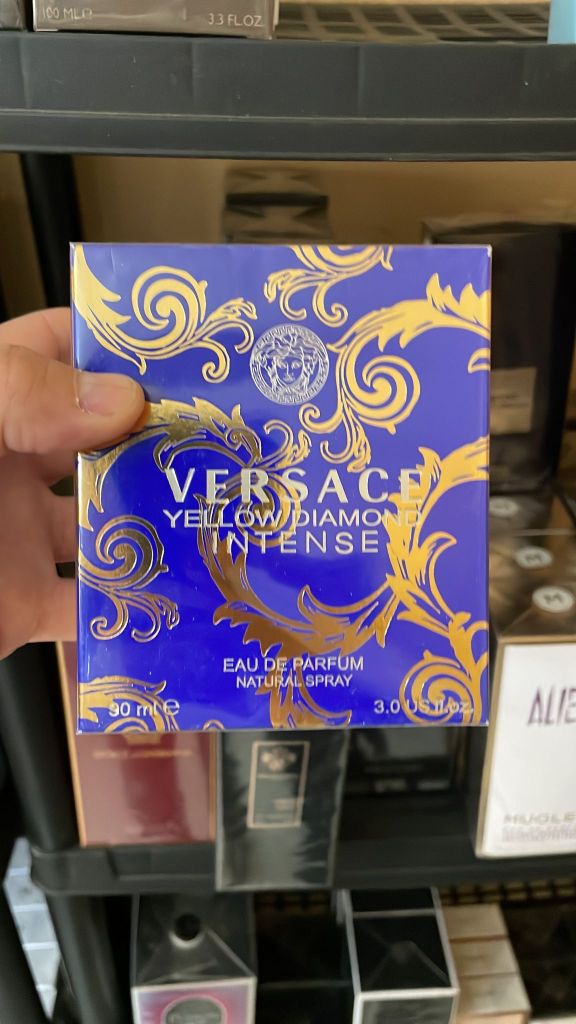 100 ML
3.3 FL.OZ
VERSACE
YELLOW DIAMOND
INTENSE
EAU DE PARFUM
NATURAL SPRAY
90 ml e
3.0 US fl.oz.
ALIE
MUGLE